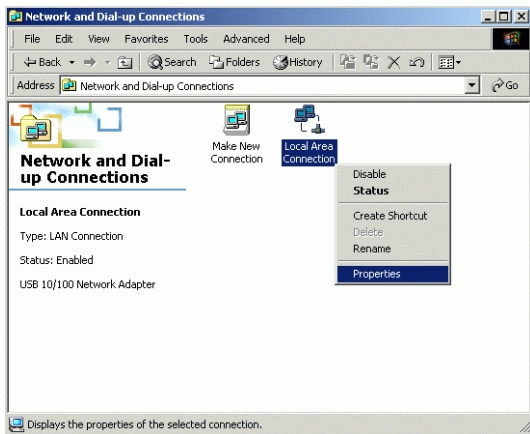 Network and Dial-up Connections
File Edit View Favorites Tools Advanced Help
Back Search Folders History
Address Network and Dial-up Connections Go
Network and Dial-
up Connections
Local Area Connection
Type: LAN Connection
Status: Enabled
USB 10/100 Network Adapter
Make New
Connection
Local Area
Connection
Disable
Status
Create Shortcut
Delete
Rename
Properties
Displays the properties of the selected connection.